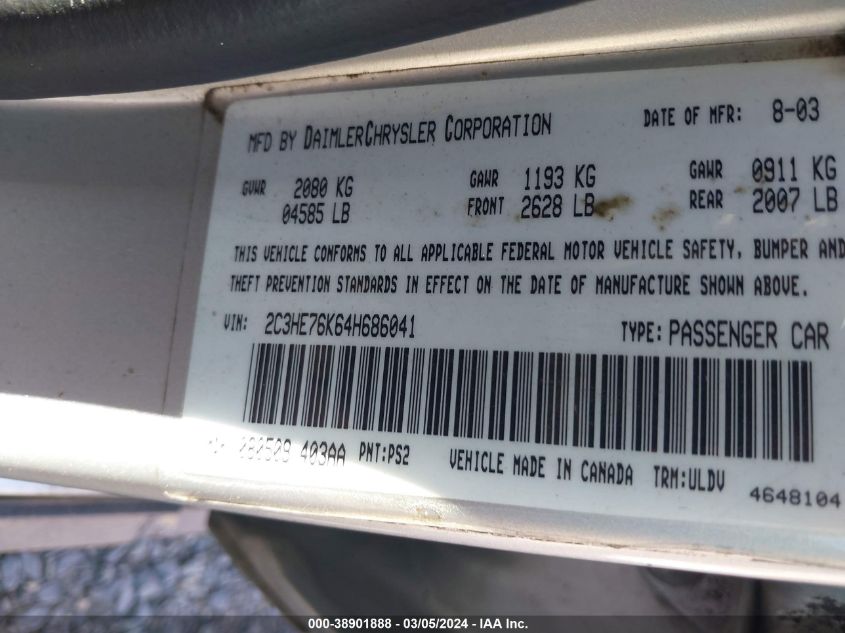 MFD BY DAIMLERCHRYSLER CORPORATION DATE OF MFR: 8-03
GVWR 2080 KG GAWR 1193 KG GAWR 0911 KG
04585 LB FRONT 2628 LB REAR 2007 LB
THIS VEHICLE CONFORMS TO ALL APPLICABLE FEDERAL MOTOR VEHICLE SAFETY, BUMPER AND
THEFT PREVENTION STANDARDS IN EFFECT ON THE DATE OF MANUFACTURE SHOWN ABOVE.
VIN: 2C3HE76K64H686041 TYPE: PASSENGER CAR
080509 403AA PNT:PS2 VEHICLE MADE IN CANADA TRM:ULDV
4648104
000-38901888 - 03/05/2024 - IAA Inc.